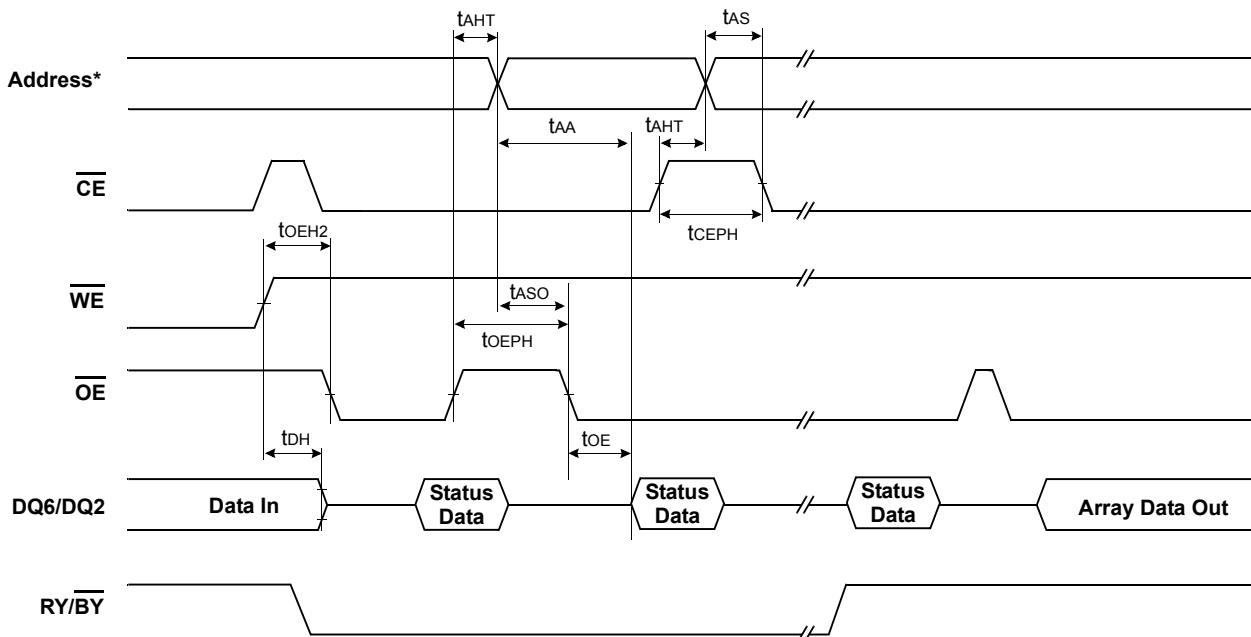 tAHT
tAS
Address*
tAA
tAHT
CE
tOEH2
tCEPH
WE
tASO
tOEPH
OE
tDH
tOE
DQ6/DQ2
Data In
Status
Data
Status
Data
Status
Data
Array Data Out
RY/BY